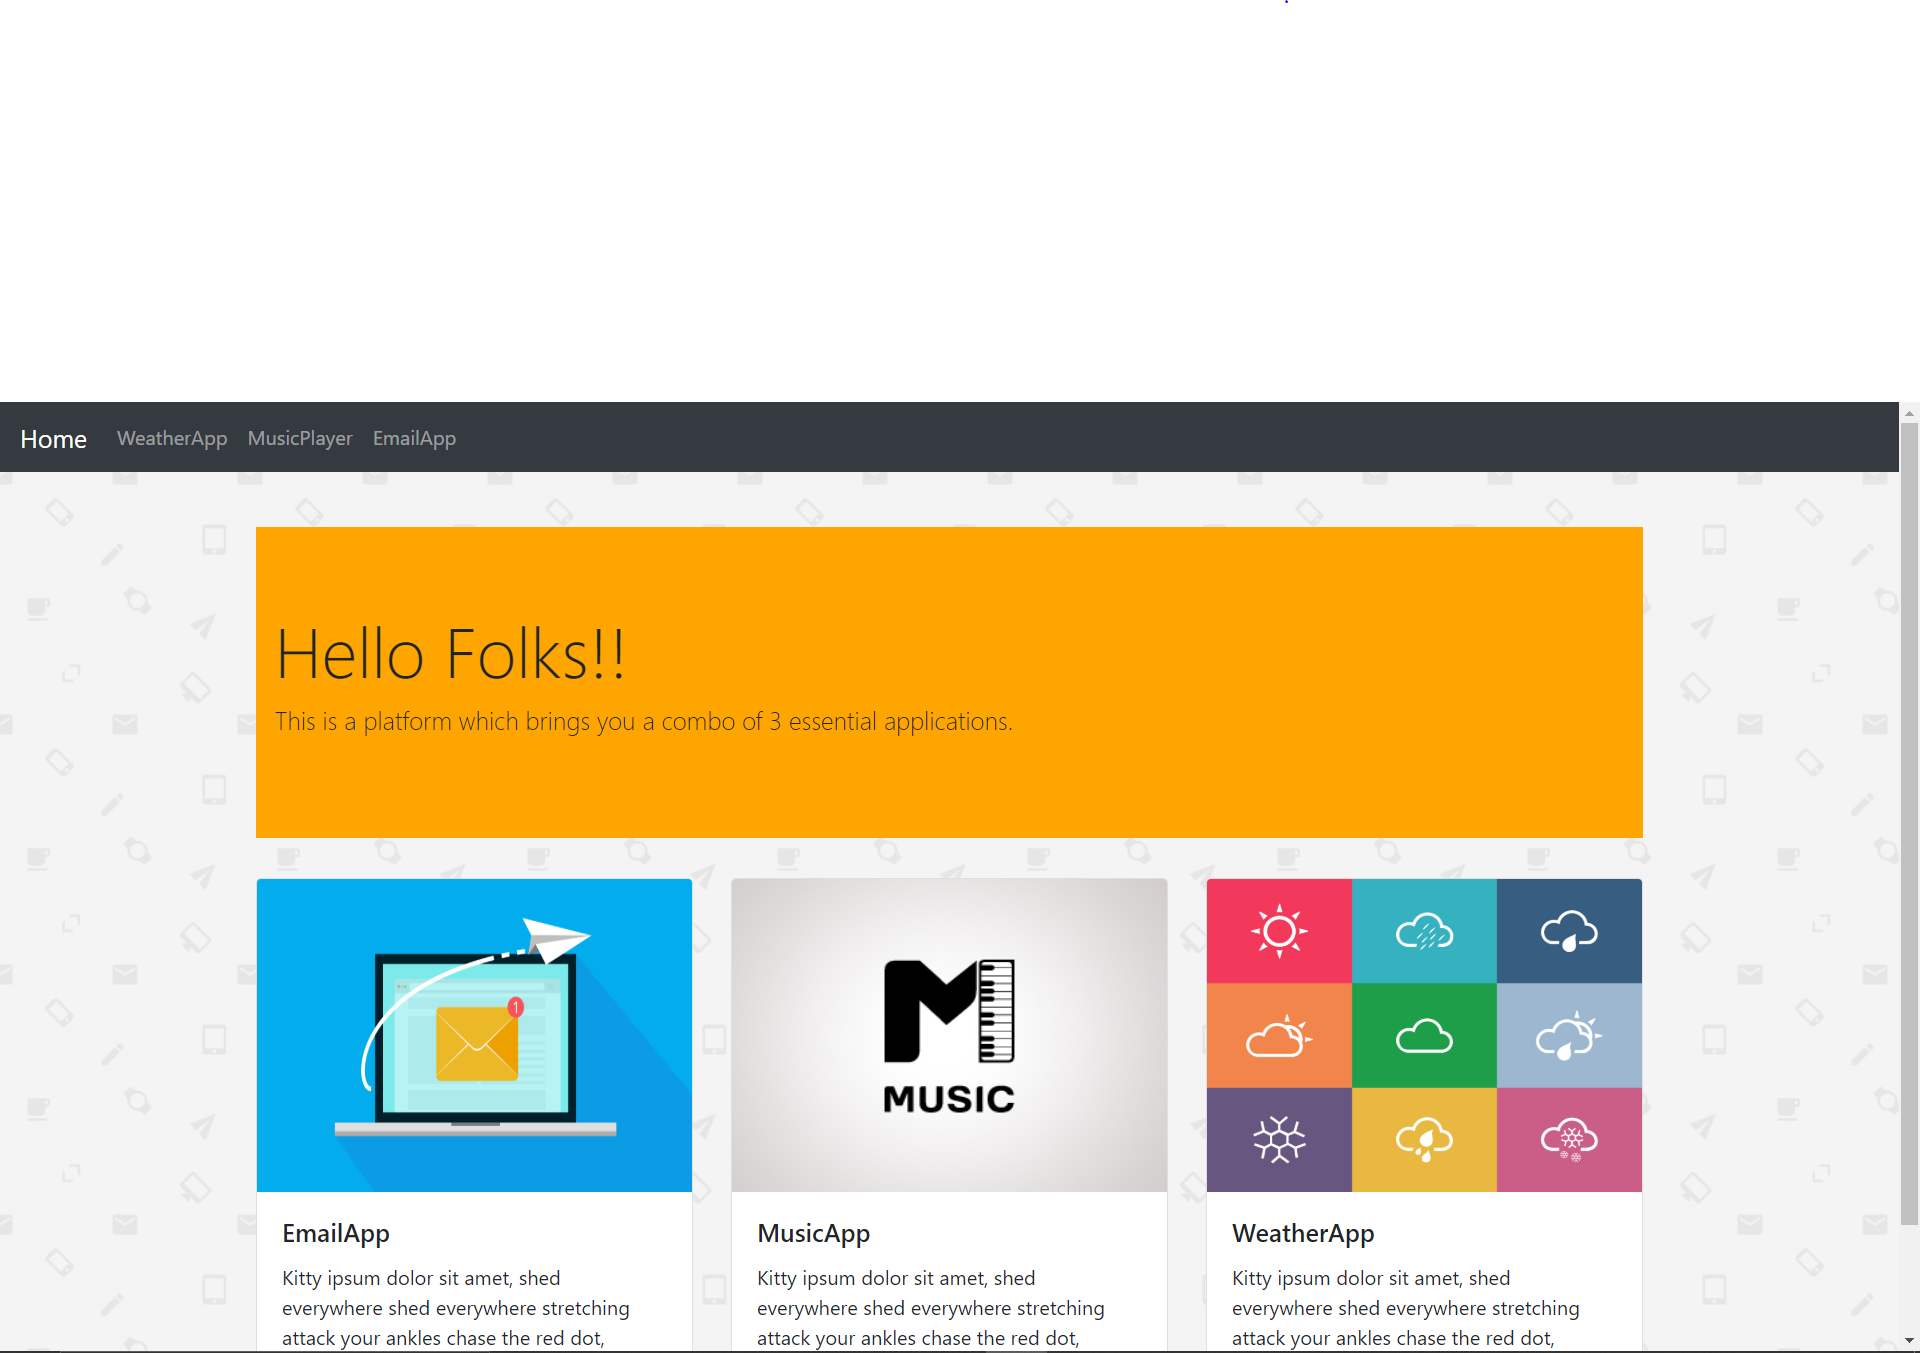 Home WeatherApp MusicPlayer EmailApp
Hello Folks!!
This is a platform which brings you a combo of 3 essential applications.
1
M
MUSIC
EmailApp
Kitty ipsum dolor sit amet, shed
everywhere shed everywhere stretching
attack your ankles chase the red dot,
MusicApp
Kitty ipsum dolor sit amet, shed
everywhere shed everywhere stretching
attack your ankles chase the red dot,
WeatherApp
Kitty ipsum dolor sit amet, shed
everywhere shed everywhere stretching
attack your ankles chase the red dot,